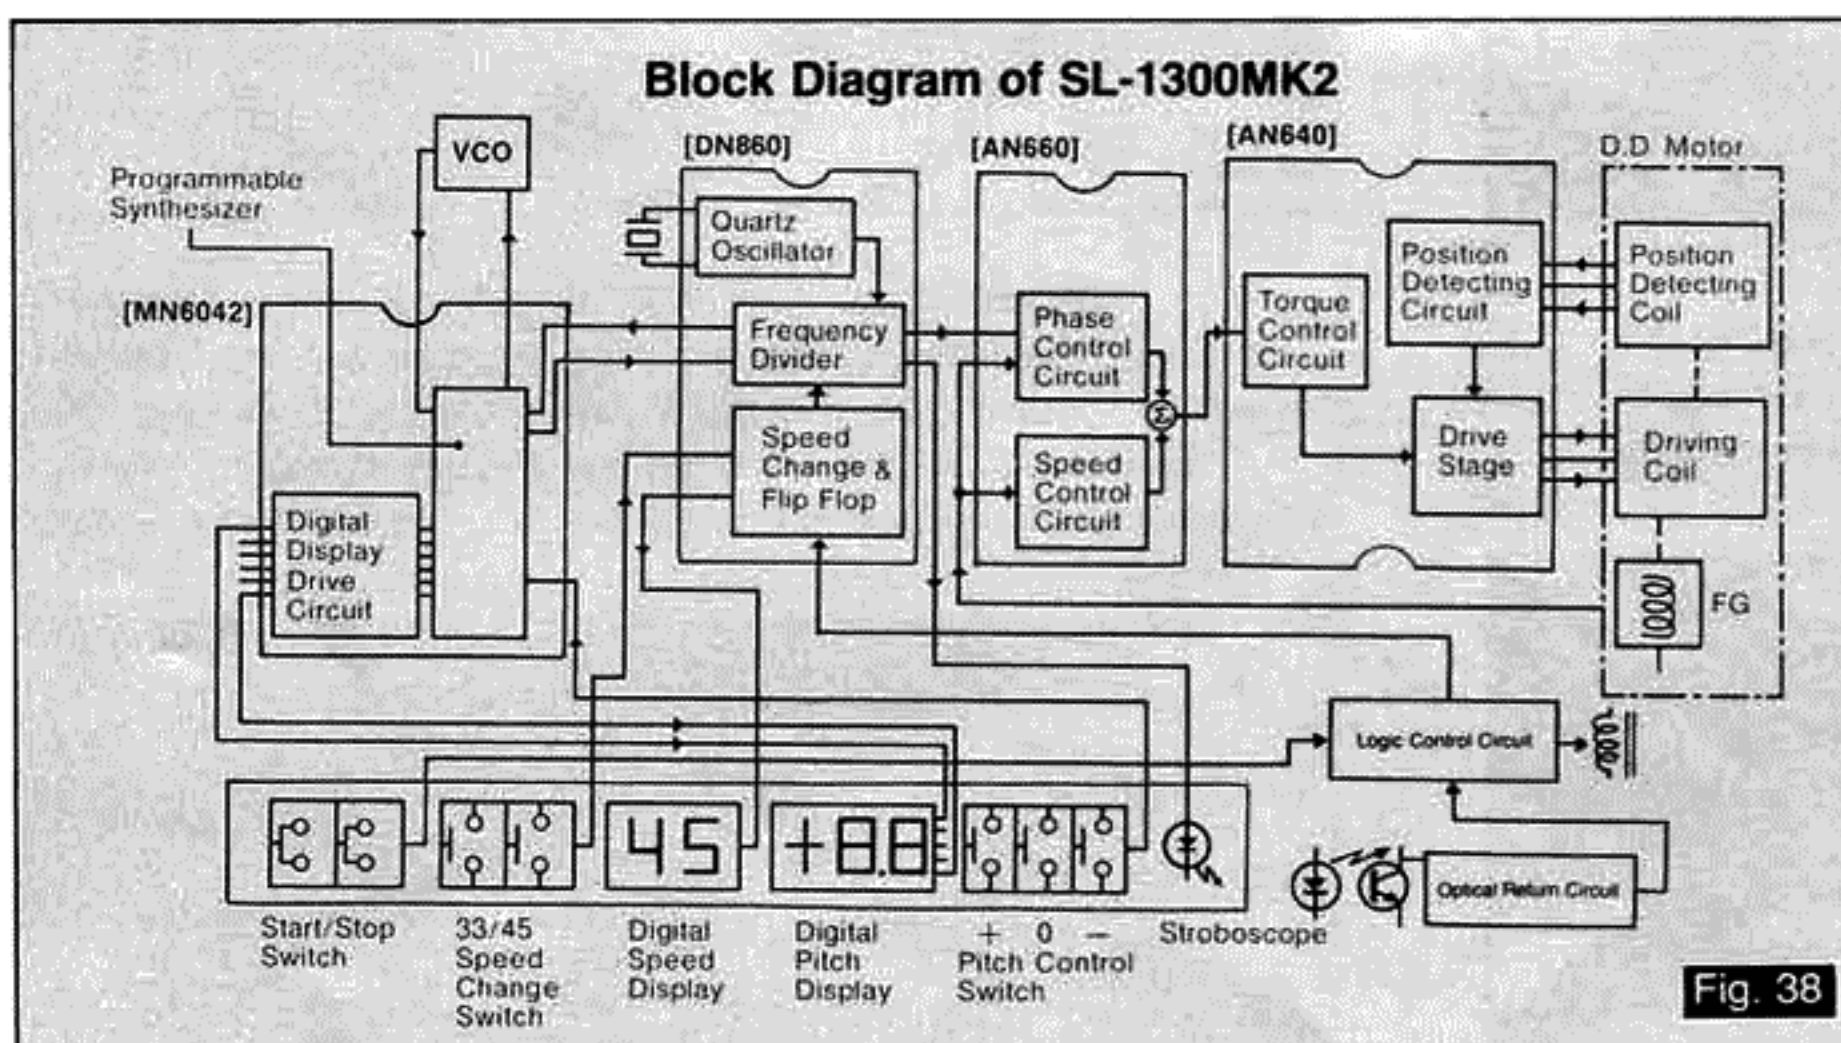 Block Diagram of SL-1300MK2
VCO
Programmable
Synthesizer
[MN6042]
[DN860]
[AN660]
[AN640]
D.D Motor
Quartz
Oscillator
Frequency
Divider
Speed
Change &
Flip Flop
Phase
Control
Circuit
Σ
Speed
Control
Circuit
Torque
Control
Circuit
Position
Detecting
Circuit
Drive
Stage
Position
Detecting
Coil
Driving
Coil
FG
Digital
Display
Drive
Circuit
Logic Control Circuit
Optical Return Circuit
45
+8.8
Start/Stop
Switch
33/45
Speed
Change
Switch
Digital
Speed
Display
Digital
Pitch
Display
+ 0 −
Pitch Control
Switch
Stroboscope
Fig. 38